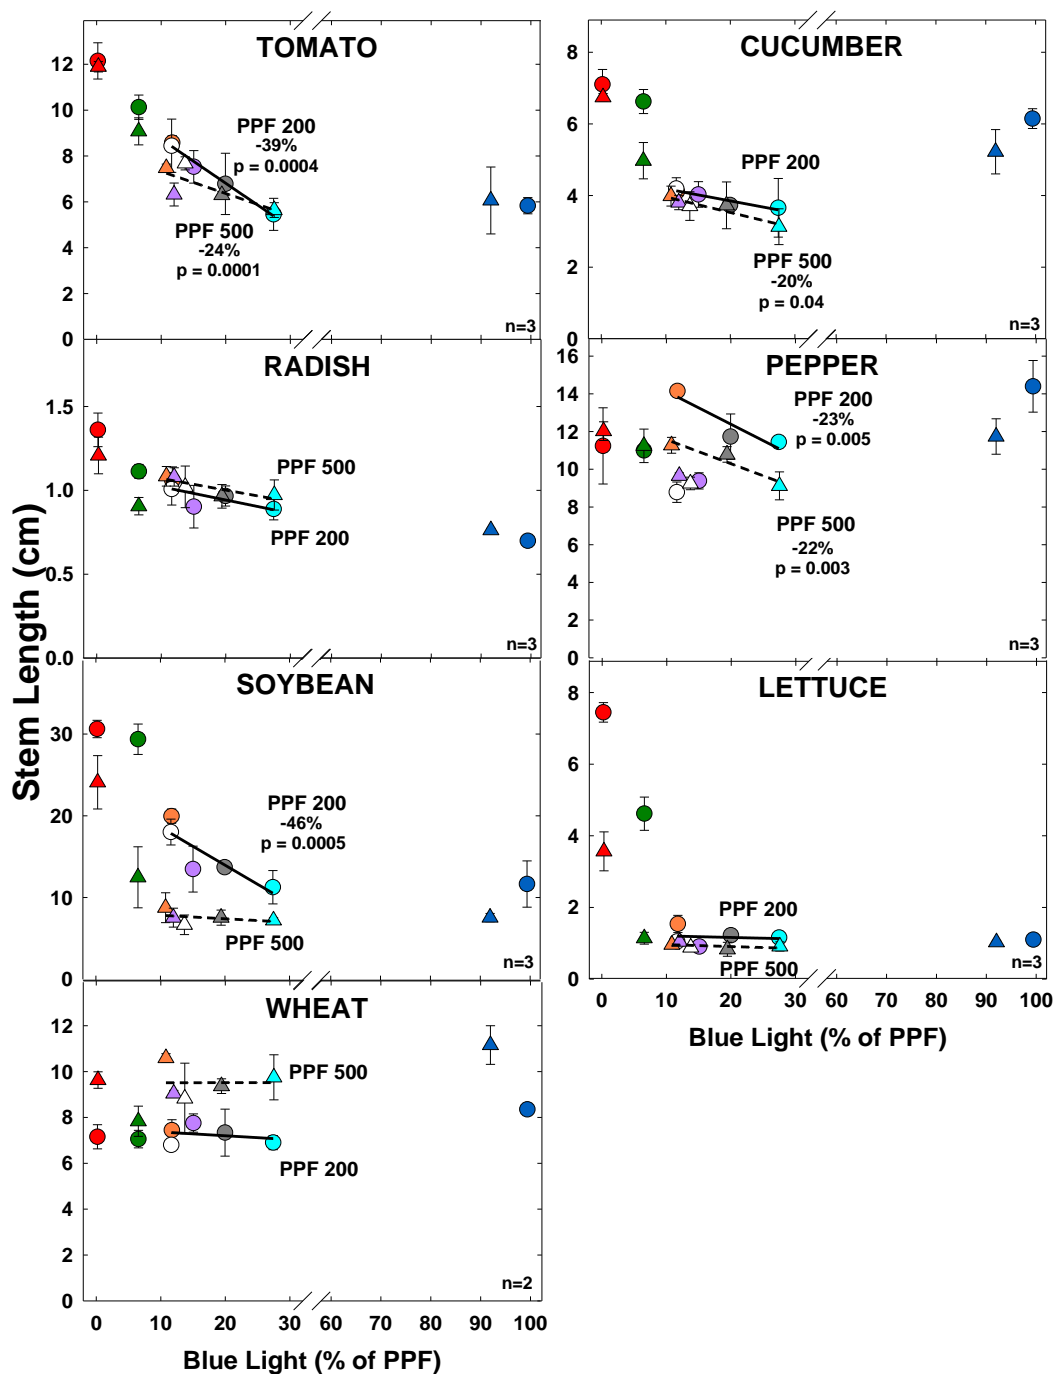 Stem Length (cm)
TOMATO
12
10
8
6
4
2
0
PPF 200
-39%
p = 0.0004
PPF 500
-24%
p = 0.0001
n=3
CUCUMBER
8
6
4
2
0
PPF 200
PPF 500
-20%
p = 0.04
n=3
RADISH
1.5
1.0
0.5
0.0
PPF 500
PPF 200
n=3
PEPPER
16
14
12
10
8
6
4
2
0
PPF 200
-23%
p = 0.005
PPF 500
-22%
p = 0.003
n=3
SOYBEAN
30
20
10
0
PPF 200
-46%
p = 0.0005
PPF 500
n=3
LETTUCE
8
6
4
2
0
PPF 200
PPF 500
n=3
0 10 20 30 60 70 80 90 100
Blue Light (% of PPF)
WHEAT
12
10
8
6
4
2
0
PPF 500
PPF 200
n=2
0 10 20 30 60 70 80 90 100
Blue Light (% of PPF)